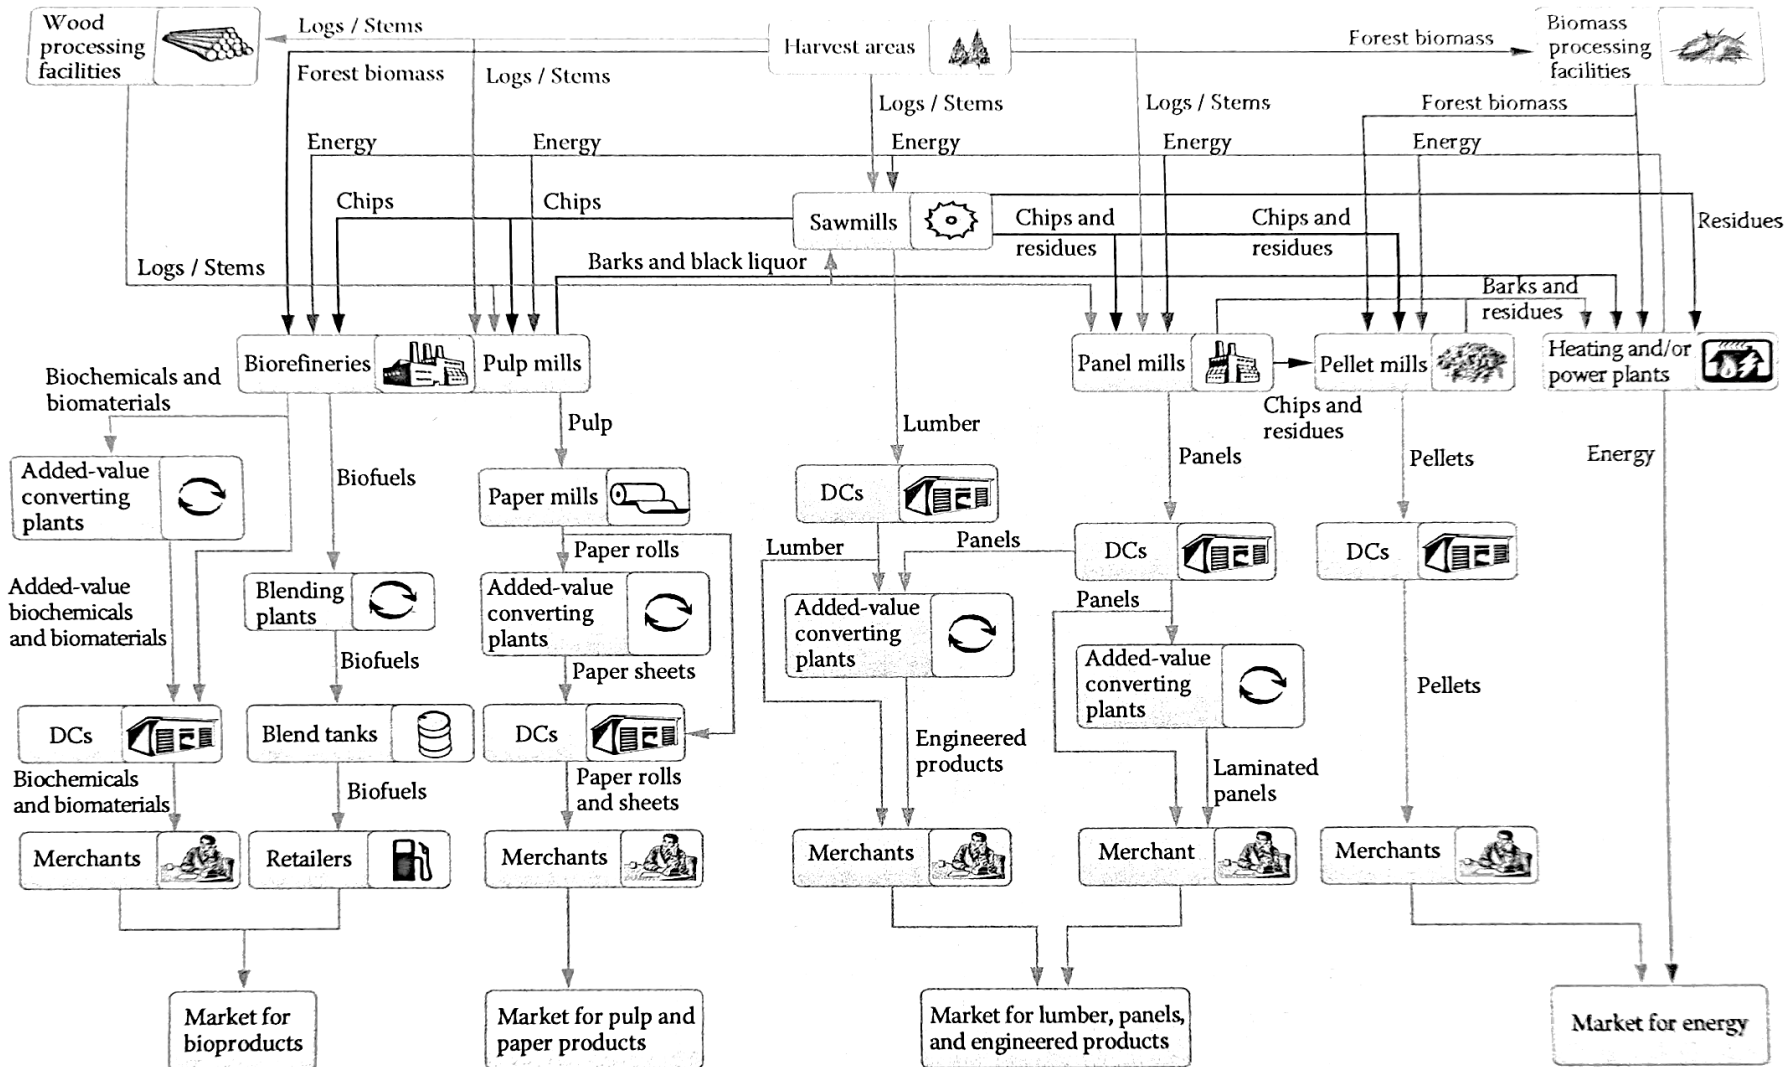 Wood
processing
facilities
Logs / Stems
Harvest areas
Forest biomass
Biomass
processing
facilities
Forest biomass
Logs / Stems
Logs / Stems
Logs / Stems
Forest biomass
Energy
Energy
Energy
Energy
Energy
Chips
Chips
Sawmills
Chips and
residues
Chips and
residues
Residues
Logs / Stems
Barks and black liquor
Barks and
residues
Biorefineries
Pulp mills
Panel mills
Pellet mills
Heating and/or
power plants
Biochemicals and
biomaterials
Pulp
Lumber
Chips and
residues
Panels
Pellets
Energy
Added-value
converting
plants
Biofuels
Paper mills
DCs
Paper rolls
Lumber
Panels
DCs
DCs
Added-value
biochemicals
and biomaterials
Blending
plants
Added-value
converting
plants
Added-value
converting
plants
Panels
Biofuels
Paper sheets
Added-value
converting
plants
Pellets
DCs
Blend tanks
DCs
Engineered
products
Biochemicals
and biomaterials
Biofuels
Paper rolls
and sheets
Laminated
panels
Merchants
Retailers
Merchants
Merchants
Merchant
Merchants
Market for
bioproducts
Market for pulp and
paper products
Market for lumber, panels,
and engineered products
Market for energy